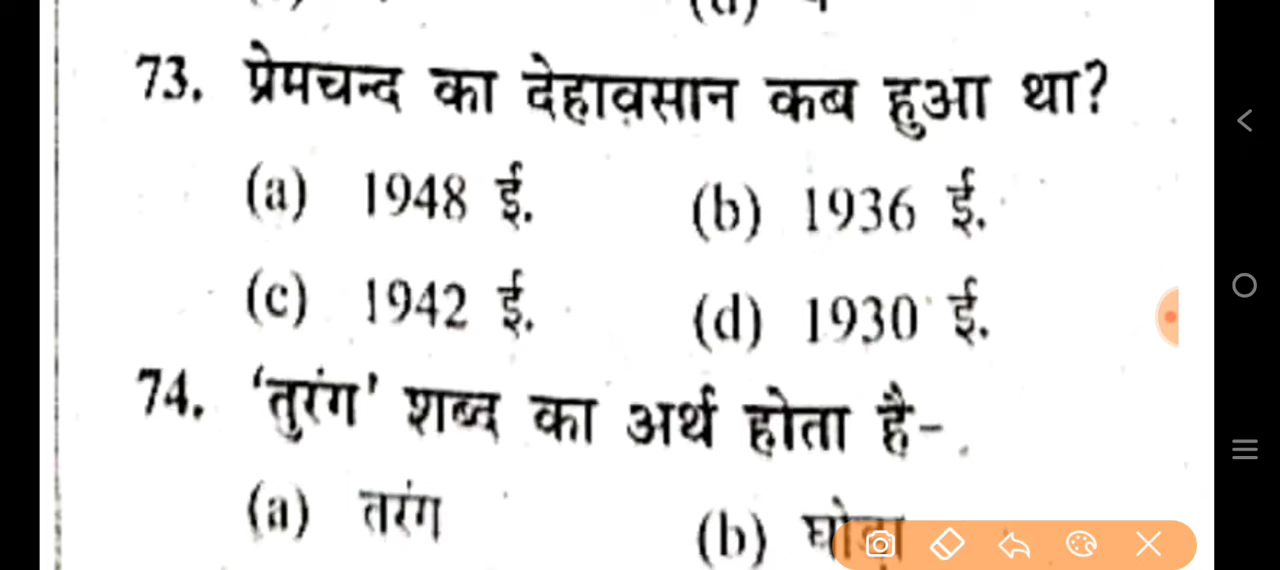 73. प्रेमचन्द का देहावसान कब हुआ था?
(a) 1948 ई. (b) 1936 ई.
(c) 1942 ई. (d) 1930 ई.
74. 'तुरंग' शब्द का अर्थ होता है-
(a) तरंग (b)